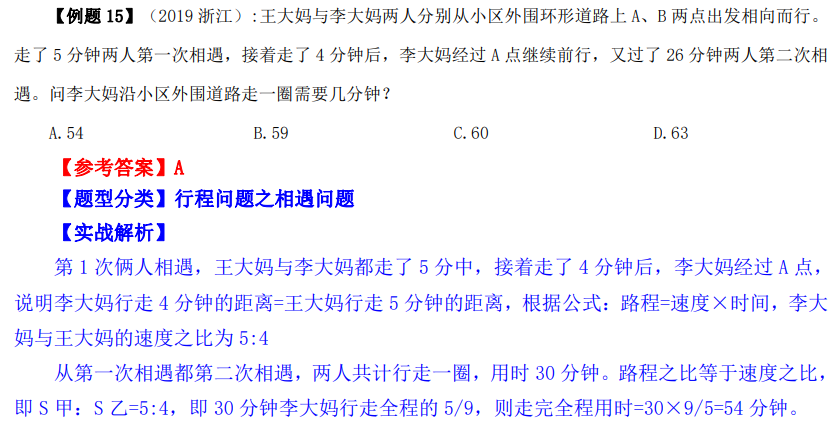 【例题 15】（2019 浙江）:王大妈与李大妈两人分别从小区外围环形道路上 A、B 两点出发相向而行。
走了 5 分钟两人第一次相遇，接着走了 4 分钟后，李大妈经过 A 点继续前行，又过了 26 分钟两人第二次相
遇。问李大妈沿小区外围道路走一圈需要几分钟？
A.54 B.59 C.60 D.63
【参考答案】A
【题型分类】行程问题之相遇问题
【实战解析】
第 1 次俩人相遇，王大妈与李大妈都走了 5 分中，接着走了 4 分钟后，李大妈经过 A 点，
说明李大妈行走 4 分钟的距离=王大妈行走 5 分钟的距离，根据公式：路程=速度×时间，李大
妈与王大妈的速度之比为 5:4
从第一次相遇都第二次相遇，两人共计行走一圈，用时 30 分钟。路程之比等于速度之比，
即 S 甲：S 乙=5:4，即 30 分钟李大妈行走全程的 5/9，则走完全程用时=30×9/5=54 分钟。